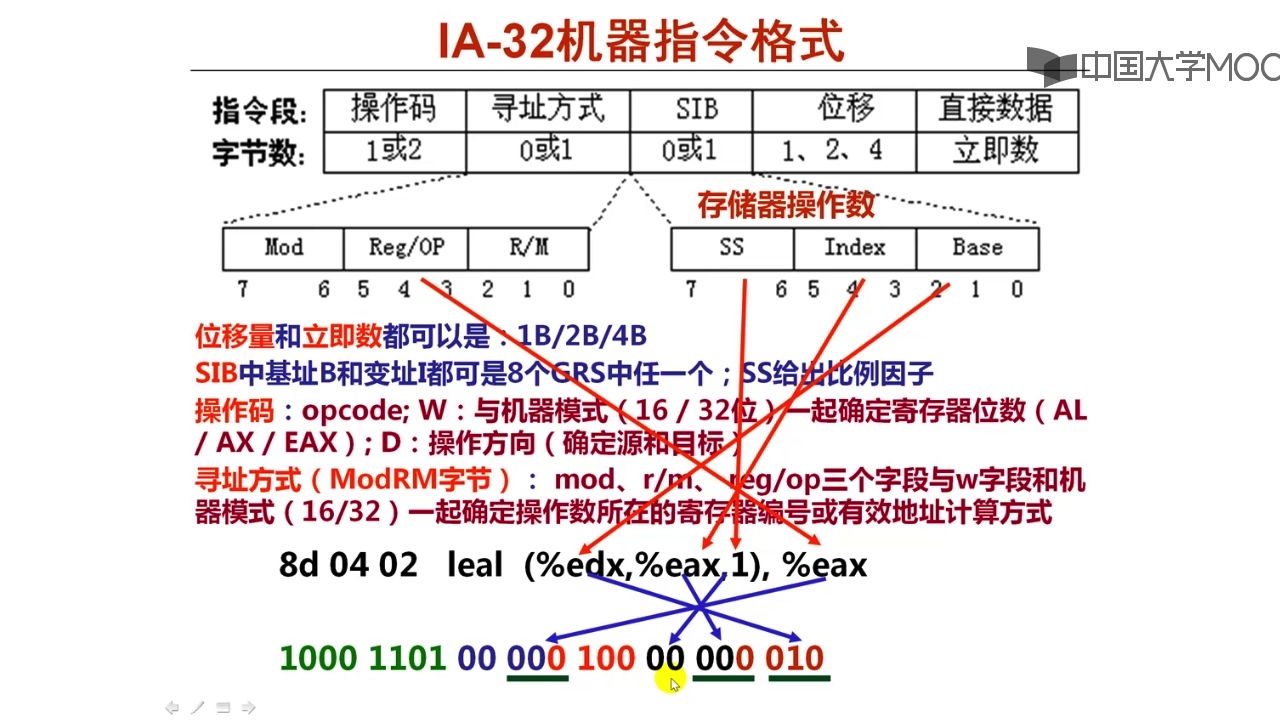 IA-32机器指令格式
中国大学MOO
指令段: 操作码 寻址方式 SIB 位移 直接数据
字节数: 1或2 0或1 0或1 1、2、4 立即数
存储器操作数
Mod Reg/OP R/M SS Index Base
7 6 5 4 3 2 1 0 7 6 5 4 3 2 1 0
位移量和立即数都可以是：1B/2B/4B
SIB中基址B和变址I都可是8个GRS中任一个；SS给出比例因子
操作码：opcode; W：与机器模式（16 / 32位）一起确定寄存器位数（AL
/ AX / EAX）; D：操作方向（确定源和目标）
寻址方式（ModRM字节）： mod、r/m、 reg/op三个字段与w字段和机
器模式（16/32）一起确定操作数所在的寄存器编号或有效地址计算方式
8d 04 02 leal (%edx,%eax,1), %eax
1000 1101 00 000 100 00 000 010